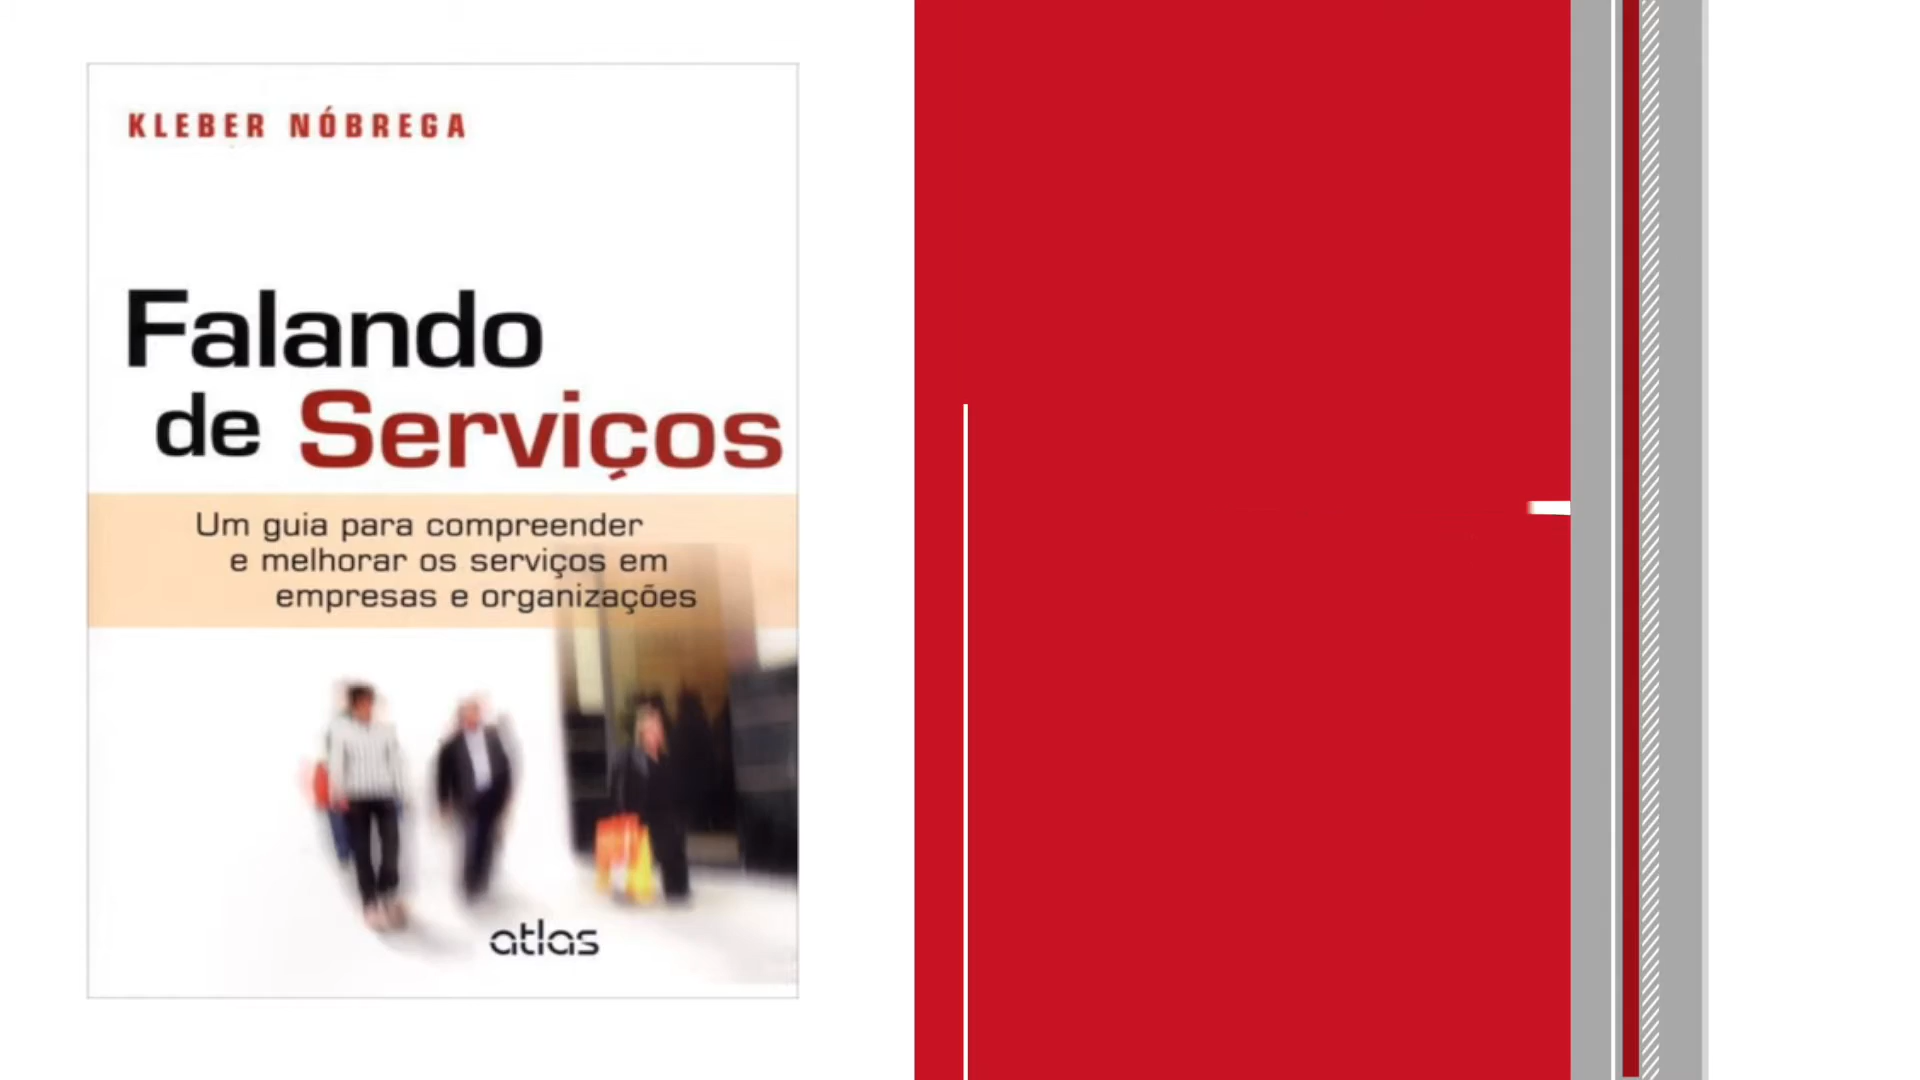 KLEBER NÓBREGA
Falando
de Serviços
Um guia para compreender
e melhorar os serviços em
empresas e organizações
atlas